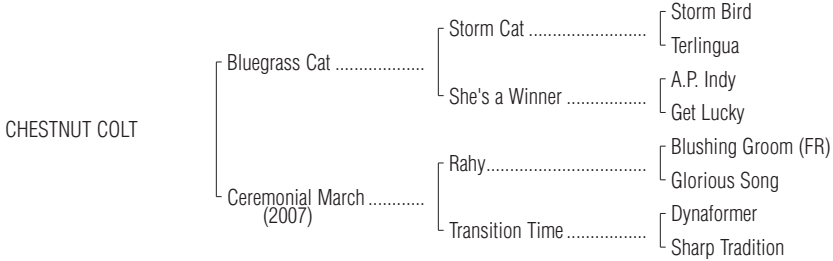 Storm Bird
Storm Cat ........................
Terlingua
Bluegrass Cat ...................
A.P. Indy
She's a Winner .................
Get Lucky
CHESTNUT COLT
Blushing Groom (FR)
Rahy.................................
Glorious Song
Ceremonial March ............
(2007)
Dynaformer
Transition Time .................
Sharp Tradition